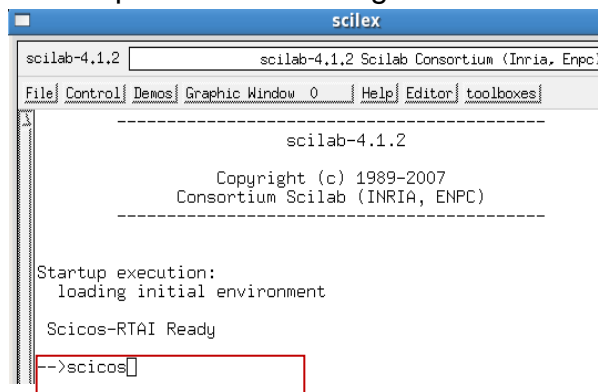 scilex
scilab-4.1.2 scilab-4.1.2 Scilab Consortium (Inria, Enpc)
File Control Demos Graphic Window 0 Help Editor toolboxes
-------------------------------------------
scilab-4.1.2
Copyright (c) 1989-2007
Consortium Scilab (INRIA, ENPC)
-------------------------------------------
Startup execution:
loading initial environment
Scicos-RTAI Ready
-->scicos